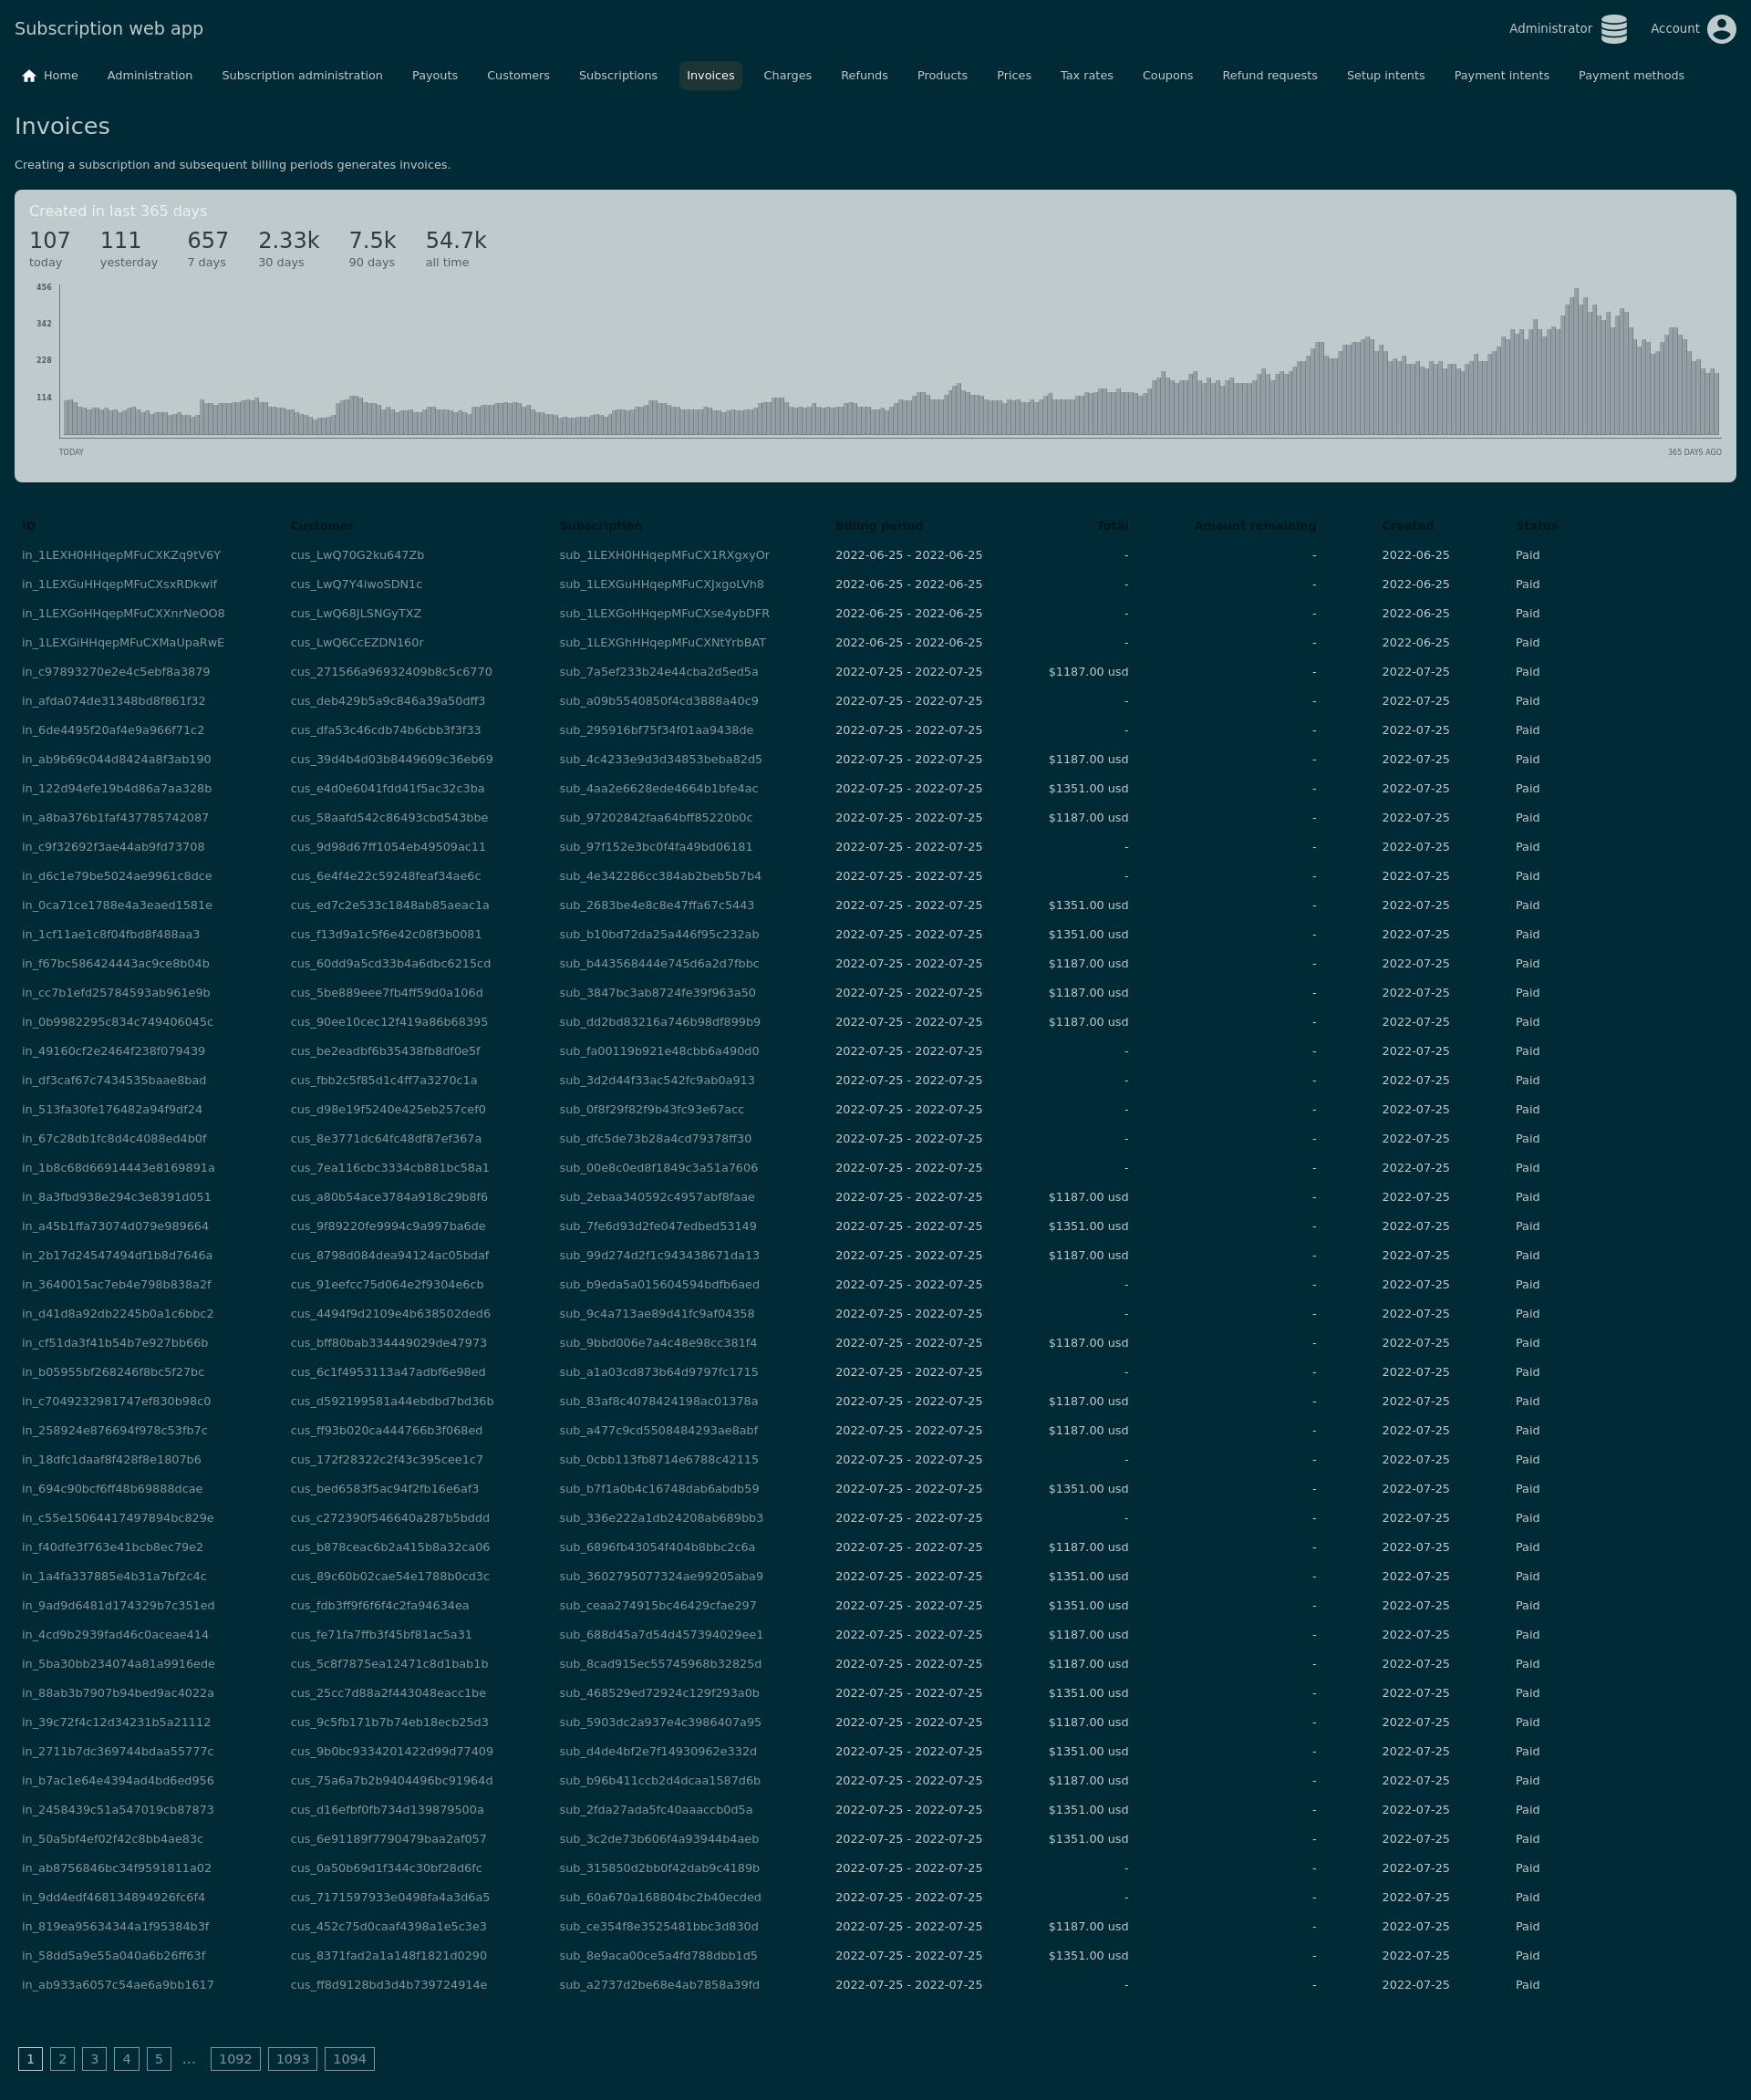 Subscription web app
Administrator Account
Home Administration Subscription administration Payouts Customers Subscriptions Invoices Charges Refunds Products Prices Tax rates Coupons Refund requests Setup intents Payment intents Payment methods
Invoices
Creating a subscription and subsequent billing periods generates invoices.
Created in last 365 days
107 111 657 2.33k 7.5k 54.7k
today yesterday 7 days 30 days 90 days all time
456
342
228
114
TODAY 365 DAYS AGO
ID Customer Subscription Billing period Total Amount remaining Created Status
in_1LEXH0HHqepMFuCXKZq9tV6Y cus_LwQ70G2ku647Zb sub_1LEXH0HHqepMFuCX1RXgxyOr 2022-06-25 - 2022-06-25 - - 2022-06-25 Paid
in_1LEXGuHHqepMFuCXsxRDkwlf cus_LwQ7Y4iwoSDN1c sub_1LEXGuHHqepMFuCXJxgoLVh8 2022-06-25 - 2022-06-25 - - 2022-06-25 Paid
in_1LEXGoHHqepMFuCXXnrNeOO8 cus_LwQ68JLSNGyTXZ sub_1LEXGoHHqepMFuCXse4ybDFR 2022-06-25 - 2022-06-25 - - 2022-06-25 Paid
in_1LEXGiHHqepMFuCXMaUpaRwE cus_LwQ6CcEZDN160r sub_1LEXGhHHqepMFuCXNtYrbBAT 2022-06-25 - 2022-06-25 - - 2022-06-25 Paid
in_c97893270e2e4c5ebf8a3879 cus_271566a96932409b8c5c6770 sub_7a5ef233b24e44cba2d5ed5a 2022-07-25 - 2022-07-25 $1187.00 usd - 2022-07-25 Paid
in_afda074de31348bd8f861f32 cus_deb429b5a9c846a39a50dff3 sub_a09b5540850f4cd3888a40c9 2022-07-25 - 2022-07-25 - - 2022-07-25 Paid
in_6de4495f20af4e9a966f71c2 cus_dfa53c46cdb74b6cbb3f3f33 sub_295916bf75f34f01aa9438de 2022-07-25 - 2022-07-25 - - 2022-07-25 Paid
in_ab9b69c044d8424a8f3ab190 cus_39d4b4d03b8449609c36eb69 sub_4c4233e9d3d34853beba82d5 2022-07-25 - 2022-07-25 $1187.00 usd - 2022-07-25 Paid
in_122d94efe19b4d86a7aa328b cus_e4d0e6041fdd41f5ac32c3ba sub_4aa2e6628ede4664b1bfe4ac 2022-07-25 - 2022-07-25 $1351.00 usd - 2022-07-25 Paid
in_a8ba376b1faf437785742087 cus_58aafd542c86493cbd543bbe sub_97202842faa64bff85220b0c 2022-07-25 - 2022-07-25 $1187.00 usd - 2022-07-25 Paid
in_c9f32692f3ae44ab9fd73708 cus_9d98d67ff1054eb49509ac11 sub_97f152e3bc0f4fa49bd06181 2022-07-25 - 2022-07-25 - - 2022-07-25 Paid
in_d6c1e79be5024ae9961c8dce cus_6e4f4e22c59248feaf34ae6c sub_4e342286cc384ab2beb5b7b4 2022-07-25 - 2022-07-25 - - 2022-07-25 Paid
in_0ca71ce1788e4a3eaed1581e cus_ed7c2e533c1848ab85aeac1a sub_2683be4e8c8e47ffa67c5443 2022-07-25 - 2022-07-25 $1351.00 usd - 2022-07-25 Paid
in_1cf11ae1c8f04fbd8f488aa3 cus_f13d9a1c5f6e42c08f3b0081 sub_b10bd72da25a446f95c232ab 2022-07-25 - 2022-07-25 $1351.00 usd - 2022-07-25 Paid
in_f67bc586424443ac9ce8b04b cus_60dd9a5cd33b4a6dbc6215cd sub_b443568444e745d6a2d7fbbc 2022-07-25 - 2022-07-25 $1187.00 usd - 2022-07-25 Paid
in_cc7b1efd25784593ab961e9b cus_5be889eee7fb4ff59d0a106d sub_3847bc3ab8724fe39f963a50 2022-07-25 - 2022-07-25 $1187.00 usd - 2022-07-25 Paid
in_0b9982295c834c749406045c cus_90ee10cec12f419a86b68395 sub_dd2bd83216a746b98df899b9 2022-07-25 - 2022-07-25 $1187.00 usd - 2022-07-25 Paid
in_49160cf2e2464f238f079439 cus_be2eadbf6b35438fb8df0e5f sub_fa00119b921e48cbb6a490d0 2022-07-25 - 2022-07-25 - - 2022-07-25 Paid
in_df3caf67c7434535baae8bad cus_fbb2c5f85d1c4ff7a3270c1a sub_3d2d44f33ac542fc9ab0a913 2022-07-25 - 2022-07-25 - - 2022-07-25 Paid
in_513fa30fe176482a94f9df24 cus_d98e19f5240e425eb257cef0 sub_0f8f29f82f9b43fc93e67acc 2022-07-25 - 2022-07-25 - - 2022-07-25 Paid
in_67c28db1fc8d4c4088ed4b0f cus_8e3771dc64fc48df87ef367a sub_dfc5de73b28a4cd79378ff30 2022-07-25 - 2022-07-25 - - 2022-07-25 Paid
in_1b8c68d66914443e8169891a cus_7ea116cbc3334cb881bc58a1 sub_00e8c0ed8f1849c3a51a7606 2022-07-25 - 2022-07-25 - - 2022-07-25 Paid
in_8a3fbd938e294c3e8391d051 cus_a80b54ace3784a918c29b8f6 sub_2ebaa340592c4957abf8faae 2022-07-25 - 2022-07-25 $1187.00 usd - 2022-07-25 Paid
in_a45b1ffa73074d079e989664 cus_9f89220fe9994c9a997ba6de sub_7fe6d93d2fe047edbed53149 2022-07-25 - 2022-07-25 $1351.00 usd - 2022-07-25 Paid
in_2b17d24547494df1b8d7646a cus_8798d084dea94124ac05bdaf sub_99d274d2f1c943438671da13 2022-07-25 - 2022-07-25 $1187.00 usd - 2022-07-25 Paid
in_3640015ac7eb4e798b838a2f cus_91eefcc75d064e2f9304e6cb sub_b9eda5a015604594bdfb6aed 2022-07-25 - 2022-07-25 - - 2022-07-25 Paid
in_d41d8a92db2245b0a1c6bbc2 cus_4494f9d2109e4b638502ded6 sub_9c4a713ae89d41fc9af04358 2022-07-25 - 2022-07-25 - - 2022-07-25 Paid
in_cf51da3f41b54b7e927bb66b cus_bff80bab334449029de47973 sub_9bbd006e7a4c48e98cc381f4 2022-07-25 - 2022-07-25 $1187.00 usd - 2022-07-25 Paid
in_b05955bf268246f8bc5f27bc cus_6c1f4953113a47adbf6e98ed sub_a1a03cd873b64d9797fc1715 2022-07-25 - 2022-07-25 - - 2022-07-25 Paid
in_c7049232981747ef830b98c0 cus_d592199581a44ebdbd7bd36b sub_83af8c4078424198ac01378a 2022-07-25 - 2022-07-25 $1187.00 usd - 2022-07-25 Paid
in_258924e876694f978c53fb7c cus_ff93b020ca444766b3f068ed sub_a477c9cd5508484293ae8abf 2022-07-25 - 2022-07-25 $1187.00 usd - 2022-07-25 Paid
in_18dfc1daaf8f428f8e1807b6 cus_172f28322c2f43c395cee1c7 sub_0cbb113fb8714e6788c42115 2022-07-25 - 2022-07-25 - - 2022-07-25 Paid
in_694c90bcf6ff48b69888dcae cus_bed6583f5ac94f2fb16e6af3 sub_b7f1a0b4c16748dab6abdb59 2022-07-25 - 2022-07-25 $1351.00 usd - 2022-07-25 Paid
in_c55e15064417497894bc829e cus_c272390f546640a287b5bddd sub_336e222a1db24208ab689bb3 2022-07-25 - 2022-07-25 - - 2022-07-25 Paid
in_f40dfe3f763e41bcb8ec79e2 cus_b878ceac6b2a415b8a32ca06 sub_6896fb43054f404b8bbc2c6a 2022-07-25 - 2022-07-25 $1187.00 usd - 2022-07-25 Paid
in_1a4fa337885e4b31a7bf2c4c cus_89c60b02cae54e1788b0cd3c sub_3602795077324ae99205aba9 2022-07-25 - 2022-07-25 $1351.00 usd - 2022-07-25 Paid
in_9ad9d6481d174329b7c351ed cus_fdb3ff9f6f6f4c2fa94634ea sub_ceaa274915bc46429cfae297 2022-07-25 - 2022-07-25 $1351.00 usd - 2022-07-25 Paid
in_4cd9b2939fad46c0aceae414 cus_fe71fa7ffb3f45bf81ac5a31 sub_688d45a7d54d457394029ee1 2022-07-25 - 2022-07-25 $1187.00 usd - 2022-07-25 Paid
in_5ba30bb234074a81a9916ede cus_5c8f7875ea12471c8d1bab1b sub_8cad915ec55745968b32825d 2022-07-25 - 2022-07-25 $1187.00 usd - 2022-07-25 Paid
in_88ab3b7907b94bed9ac4022a cus_25cc7d88a2f443048eacc1be sub_468529ed72924c129f293a0b 2022-07-25 - 2022-07-25 $1351.00 usd - 2022-07-25 Paid
in_39c72f4c12d34231b5a21112 cus_9c5fb171b7b74eb18ecb25d3 sub_5903dc2a937e4c3986407a95 2022-07-25 - 2022-07-25 $1187.00 usd - 2022-07-25 Paid
in_2711b7dc369744bdaa55777c cus_9b0bc9334201422d99d77409 sub_d4de4bf2e7f14930962e332d 2022-07-25 - 2022-07-25 $1351.00 usd - 2022-07-25 Paid
in_b7ac1e64e4394ad4bd6ed956 cus_75a6a7b2b9404496bc91964d sub_b96b411ccb2d4dcaa1587d6b 2022-07-25 - 2022-07-25 $1187.00 usd - 2022-07-25 Paid
in_2458439c51a547019cb87873 cus_d16efbf0fb734d139879500a sub_2fda27ada5fc40aaaccb0d5a 2022-07-25 - 2022-07-25 $1351.00 usd - 2022-07-25 Paid
in_50a5bf4ef02f42c8bb4ae83c cus_6e91189f7790479baa2af057 sub_3c2de73b606f4a93944b4aeb 2022-07-25 - 2022-07-25 $1351.00 usd - 2022-07-25 Paid
in_ab8756846bc34f9591811a02 cus_0a50b69d1f344c30bf28d6fc sub_315850d2bb0f42dab9c4189b 2022-07-25 - 2022-07-25 - - 2022-07-25 Paid
in_9dd4edf468134894926fc6f4 cus_7171597933e0498fa4a3d6a5 sub_60a670a168804bc2b40ecded 2022-07-25 - 2022-07-25 - - 2022-07-25 Paid
in_819ea95634344a1f95384b3f cus_452c75d0caaf4398a1e5c3e3 sub_ce354f8e3525481bbc3d830d 2022-07-25 - 2022-07-25 $1187.00 usd - 2022-07-25 Paid
in_58dd5a9e55a040a6b26ff63f cus_8371fad2a1a148f1821d0290 sub_8e9aca00ce5a4fd788dbb1d5 2022-07-25 - 2022-07-25 $1351.00 usd - 2022-07-25 Paid
in_ab933a6057c54ae6a9bb1617 cus_ff8d9128bd3d4b739724914e sub_a2737d2be68e4ab7858a39fd 2022-07-25 - 2022-07-25 - - 2022-07-25 Paid
1 2 3 4 5 ... 1092 1093 1094